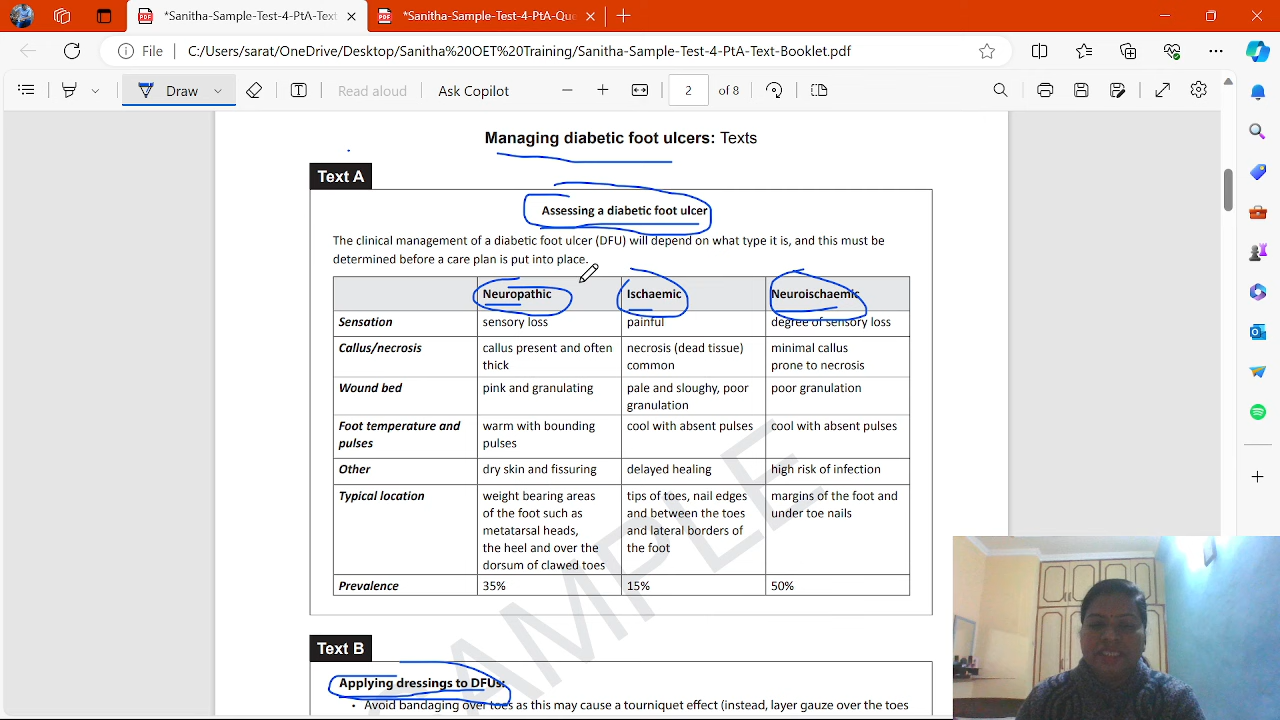 *Sanitha-Sample-Test-4-PtA-Text
*Sanitha-Sample-Test-4-PtA-Que
File
C:/Users/sarat/OneDrive/Desktop/Sanitha%20OET%20Training/Sanitha-Sample-Test-4-PtA-Text-Booklet.pdf
Draw
Read aloud
Ask Copilot
2 of 8
Managing diabetic foot ulcers: Texts
Text A
Assessing a diabetic foot ulcer
The clinical management of a diabetic foot ulcer (DFU) will depend on what type it is, and this must be
determined before a care plan is put into place.
Neuropathic Ischaemic Neuroischaemic
Sensation sensory loss painful degree of sensory loss
Callus/necrosis callus present and often necrosis (dead tissue) minimal callus
thick common prone to necrosis
Wound bed pink and granulating pale and sloughy, poor poor granulation
granulation
Foot temperature and warm with bounding cool with absent pulses cool with absent pulses
pulses pulses
Other dry skin and fissuring delayed healing high risk of infection
Typical location weight bearing areas tips of toes, nail edges margins of the foot and
of the foot such as and between the toes under toe nails
metatarsal heads, and lateral borders of
the heel and over the the foot
dorsum of clawed toes
Prevalence 35% 15% 50%
AMPLE
Text B
Applying dressings to DFUs:
• Avoid bandaging over toes as this may cause a tourniquet effect (instead, layer gauze over the toes